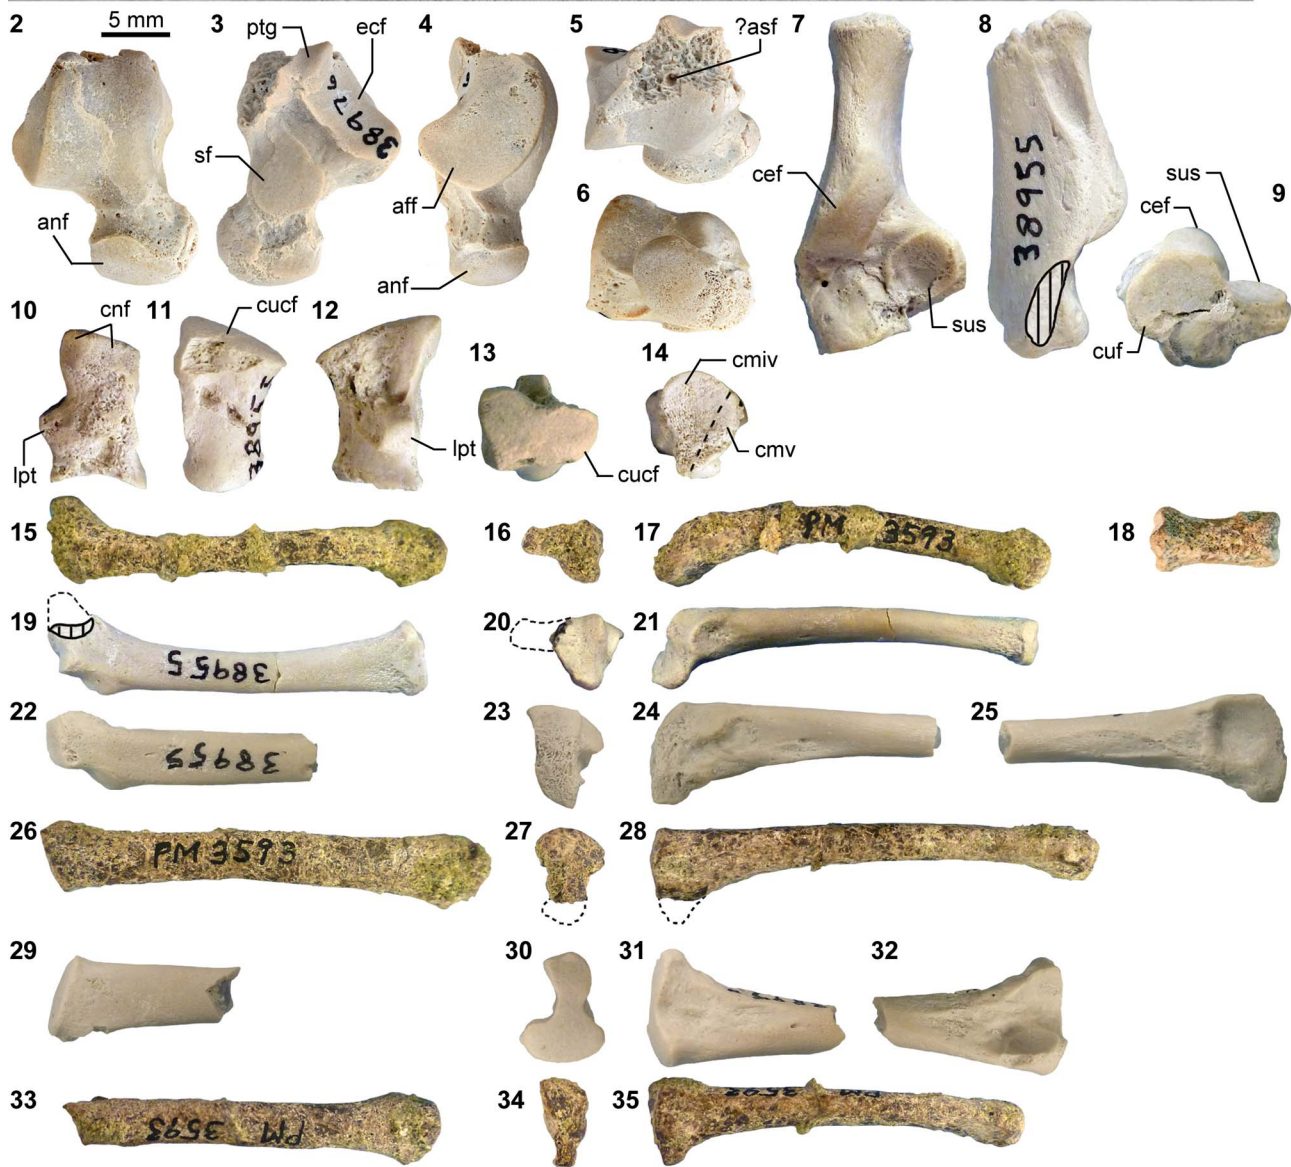 2 5 mm 3 ptg ecf 4 5 ?asf 7 8
38976
sf
anf
aff
anf
6
cef
sus
38955
sus
cef
9
cuf
10 cnf 11 cucf 12
lpt
3895
lpt
13
cucf
14 cmiv
cmv
15 16 17 PM 3593 18
19 38955 20 21
22 38955 23 24 25
26 PM 3593 27 28
29 30 31 32
33 PM 3593 34 35 3593